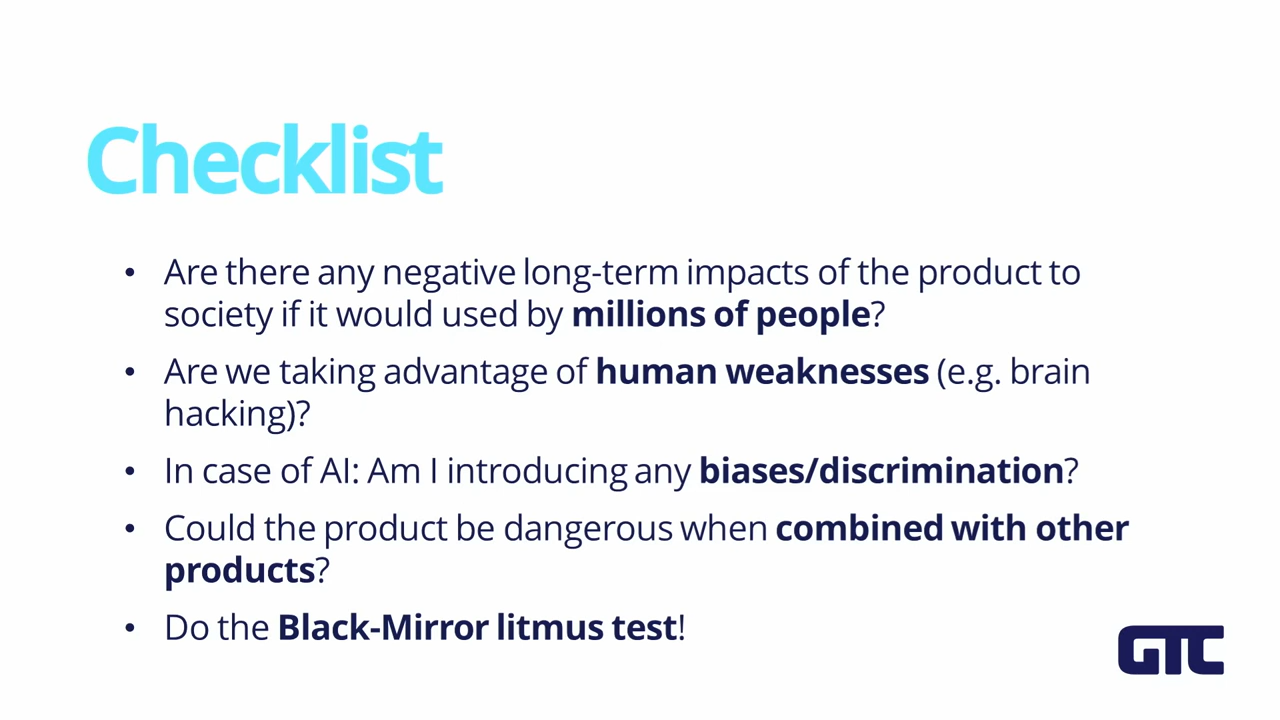 Checklist
• Are there any negative long-term impacts of the product to
society if it would used by millions of people?
• Are we taking advantage of human weaknesses (e.g. brain
hacking)?
• In case of AI: Am I introducing any biases/discrimination?
• Could the product be dangerous when combined with other
products?
• Do the Black-Mirror litmus test!
GTC